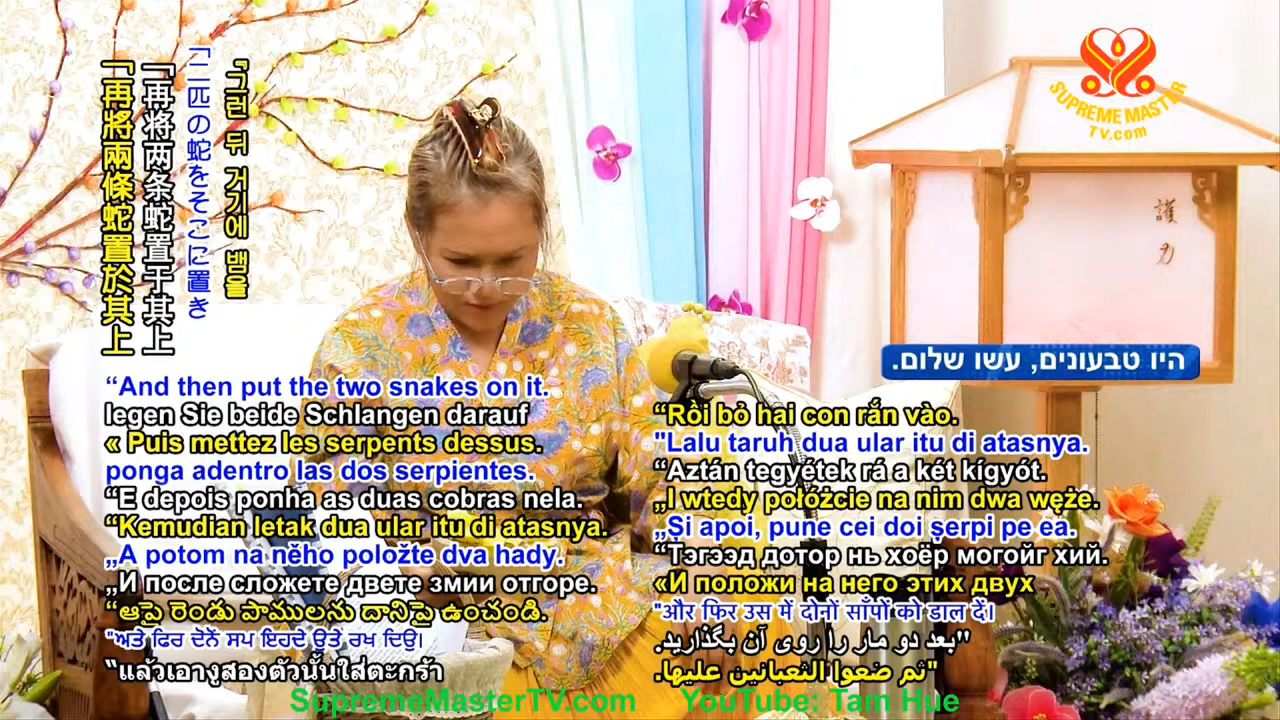 SUPREME MASTER
TV.com
護力
「그런 뒤 거기에 뱀을
「二匹の蛇をそこに置き
「再将两条蛇置于其上
「再將兩條蛇置於其上
היו טבעונים, עשו שלום.
“And then put the two snakes on it.
legen Sie beide Schlangen darauf
« Puis mettez les serpents dessus.
ponga adentro las dos serpientes.
“E depois ponha as duas cobras nela.
“Kemudian letak dua ular itu di atasnya.
„A potom na něho položte dva hady.
„И после сложете двете змии отгоре.
“ఆపై రెండు పాములను దానిపై ఉంచండి.
"ਅਤੇ ਫਿਰ ਦੋਨੋਂ ਸਪ ਇਹਦੇ ਉਤੇ ਰਖ ਦਿਉ।
“แล้วเอางูสองตัวนั้นใส่ตะกร้า
“Rồi bỏ hai con rắn vào.
"Lalu taruh dua ular itu di atasnya.
“Aztán tegyétek rá a két kígyót.
„I wtedy połóżcie na nim dwa węże.
„Și apoi, pune cei doi șerpi pe ea.
“Тэгээд дотор нь хоёр могойг хий.
«И положи на него этих двух
"और फिर उस में दोनों साँपों को डाल दें।
"بعد دو مار را روی آن بگذارید.
"ثم ضعوا الثعبانين عليها.
SupremeMasterTV.com YouTube: Tam Hue